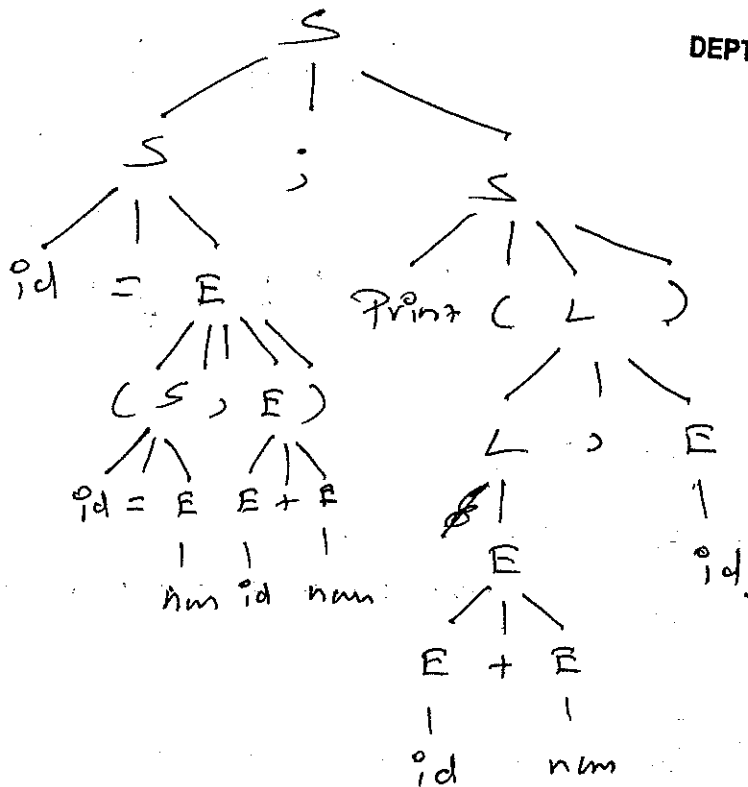 S
DEPT
S ; S
id = E Print ( L )
( S , E )
L , E
id = E E + E
E id
num id num
E + E
id num